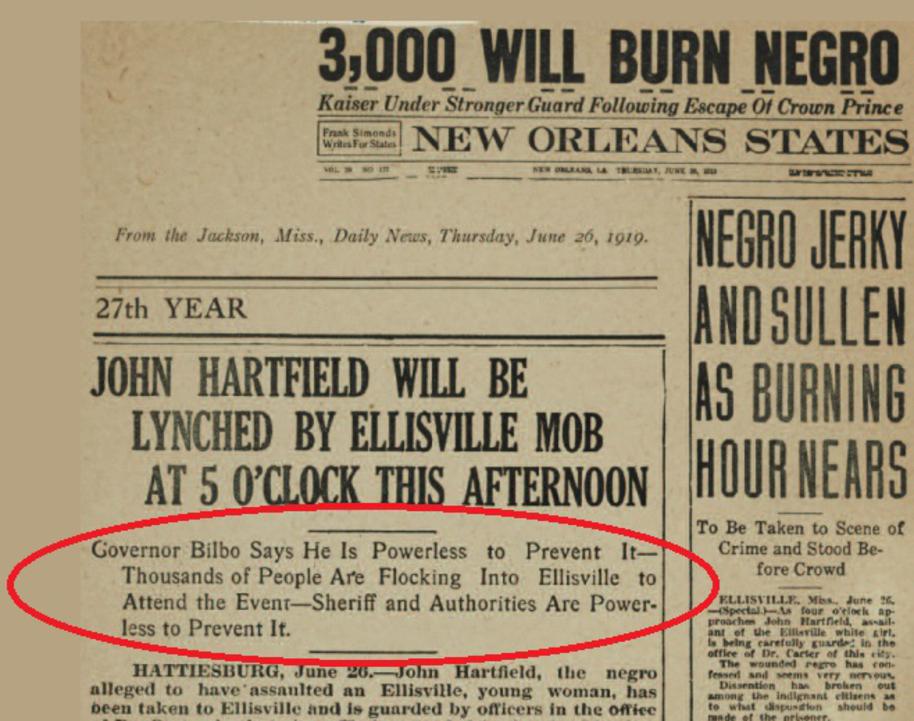 3,000 WILL BURN NEGRO
Kaiser Under Stronger Guard Following Escape Of Crown Prince
Frank Simonds
Writes For States
NEW ORLEANS STATES
NEW ORLEANS, LA. THURSDAY, JUNE 26, 1919
From the Jackson, Miss., Daily News, Thursday, June 26, 1919.
27th YEAR
JOHN HARTFIELD WILL BE
LYNCHED BY ELLISVILLE MOB
AT 5 O'CLOCK THIS AFTERNOON
Governor Bilbo Says He Is Powerless to Prevent It—
Thousands of People Are Flocking Into Ellisville to
Attend the Event—Sheriff and Authorities Are Power-
less to Prevent It.
HATTIESBURG, June 26.—John Hartfield, the negro
alleged to have assaulted an Ellisville, young woman, has
been taken to Ellisville and is guarded by officers in the office
NEGRO JERKY
AND SULLEN
AS BURNING
HOUR NEARS
To Be Taken to Scene of
Crime and Stood Be-
fore Crowd
ELLISVILLE, Miss., June 26.
—(Special.)—As four o'clock ap-
proaches John Hartfield, assail-
ant of the Ellisville white girl,
is being carefully guarded in the
office of Dr. Carter of this city.
The wounded negro has con-
fessed and seems very nervous.
Dissention has broken out
among the indignant citizens as
to what disposition should be
made of the prisoner.